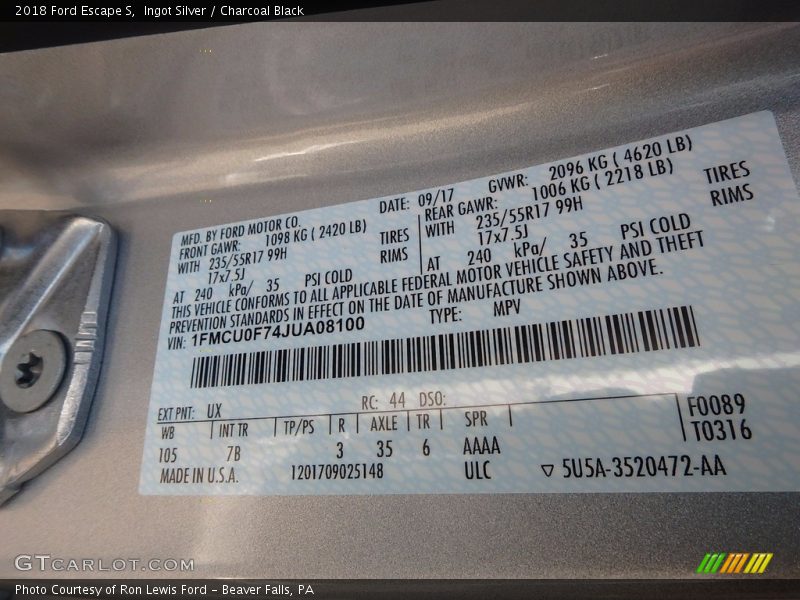 2018 Ford Escape S,  Ingot Silver / Charcoal Black
MFD. BY FORD MOTOR CO.
DATE: 09/17
GVWR: 2096 KG ( 4620 LB)
FRONT GAWR: 1098 KG ( 2420 LB)
WITH 235/55R17 99H TIRES
17x7.5J RIMS
AT 240 kPa/ 35 PSI COLD
REAR GAWR: 1006 KG ( 2218 LB)
WITH 235/55R17 99H TIRES
17x7.5J RIMS
AT 240 kPa/ 35 PSI COLD
THIS VEHICLE CONFORMS TO ALL APPLICABLE FEDERAL MOTOR VEHICLE SAFETY AND THEFT
PREVENTION STANDARDS IN EFFECT ON THE DATE OF MANUFACTURE SHOWN ABOVE.
VIN: 1FMCU0F74JUA08100
TYPE: MPV
EXT PNT: UX RC: 44 DSO:
WB INT TR TP/PS R AXLE TR SPR
105 7B 3 35 6 AAAA
F0089
T0316
MADE IN U.S.A. 1201709025148 ULC ▽ 5U5A-3520472-AA
GTCARLOT.COM
Photo Courtesy of Ron Lewis Ford - Beaver Falls, PA